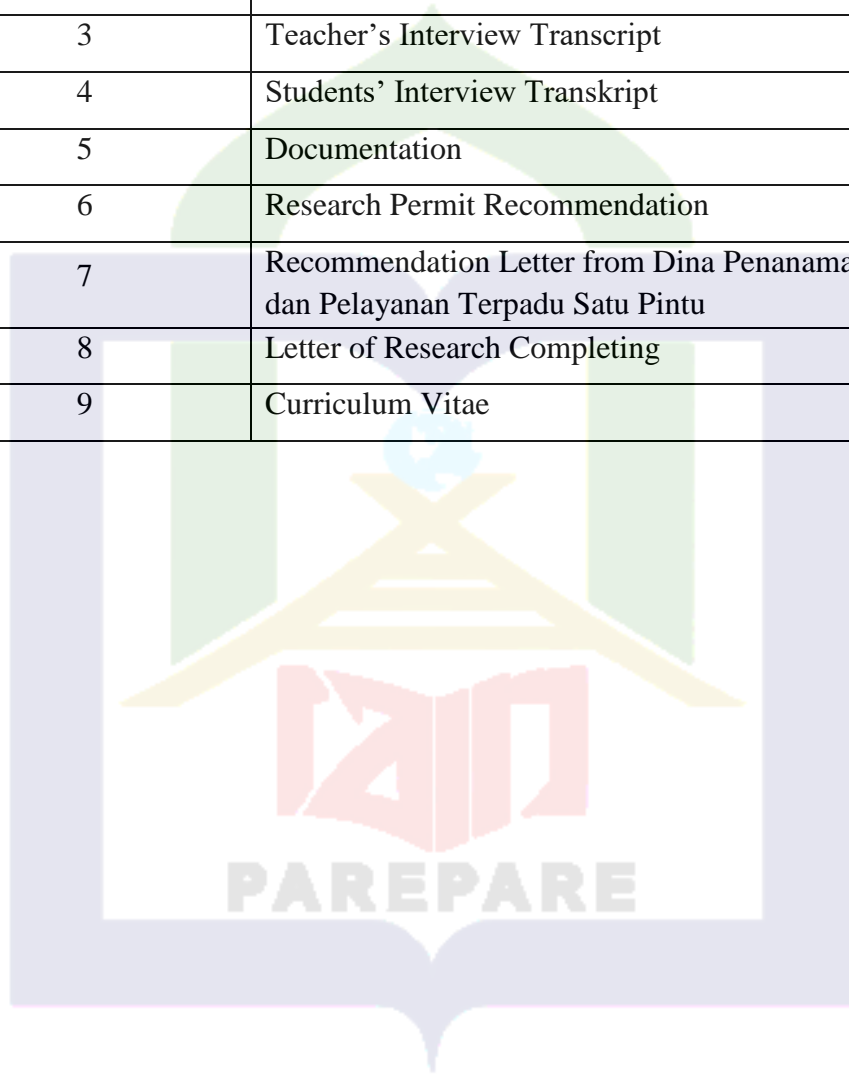 3 Teacher’s Interview Transcript
4 Students’ Interview Transkript
5 Documentation
6 Research Permit Recommendation
7 Recommendation Letter from Dina Penanama
dan Pelayanan Terpadu Satu Pintu
8 Letter of Research Completing
9 Curriculum Vitae
iain
PAREPARE